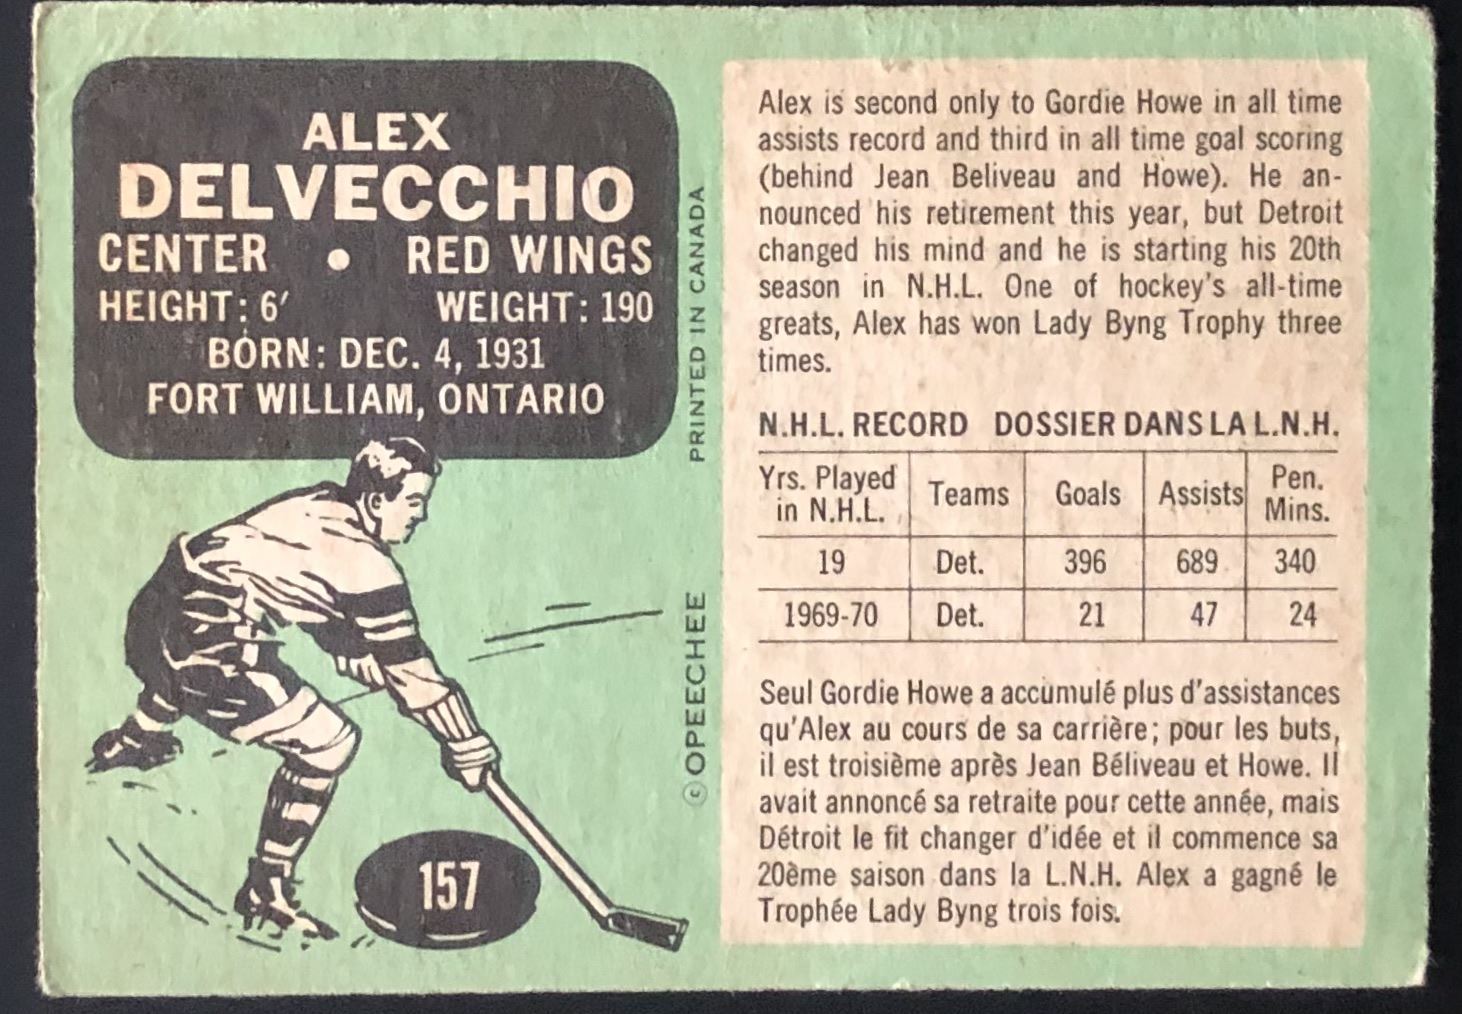 ALEX
DELVECCHIO
CENTER • RED WINGS
HEIGHT: 6′ WEIGHT: 190
BORN: DEC. 4, 1931
FORT WILLIAM, ONTARIO
157
© OPEECHEE PRINTED IN CANADA
Alex is second only to Gordie Howe in all time
assists record and third in all time goal scoring
(behind Jean Beliveau and Howe). He an-
nounced his retirement this year, but Detroit
changed his mind and he is starting his 20th
season in N.H.L. One of hockey's all-time
greats, Alex has won Lady Byng Trophy three
times.
N.H.L. RECORD DOSSIER DANS LA L.N.H.
Yrs. Played Pen.
Teams Goals Assists
in N.H.L. Mins.
19 Det. 396 689 340
1969-70 Det. 21 47 24
Seul Gordie Howe a accumulé plus d'assistances
qu'Alex au cours de sa carrière; pour les buts,
il est troisième après Jean Béliveau et Howe. Il
avait annoncé sa retraite pour cette année, mais
Détroit le fit changer d'idée et il commence sa
20ème saison dans la L.N.H. Alex a gagné le
Trophée Lady Byng trois fois.